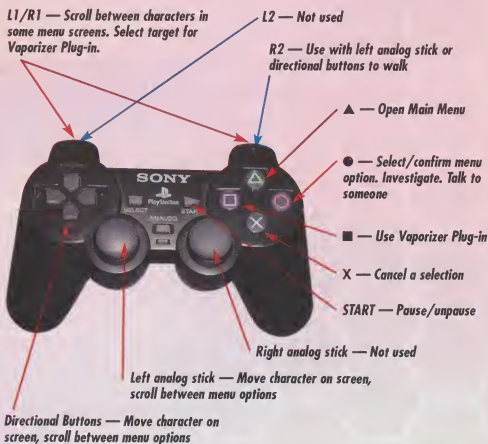 L1/R1 — Scroll between characters in
some menu screens. Select target for
Vaporizer Plug-in.
L2 — Not used
R2 — Use with left analog stick or
directional buttons to walk
▲ — Open Main Menu
● — Select/confirm menu
option. Investigate. Talk to
someone
■ — Use Vaporizer Plug-in
X — Cancel a selection
START — Pause/unpause
SONY
PlayStation
SELECT
START
ANALOG
Right analog stick — Not used
Left analog stick — Move character on screen,
scroll between menu options
Directional Buttons — Move character on
screen, scroll between menu options